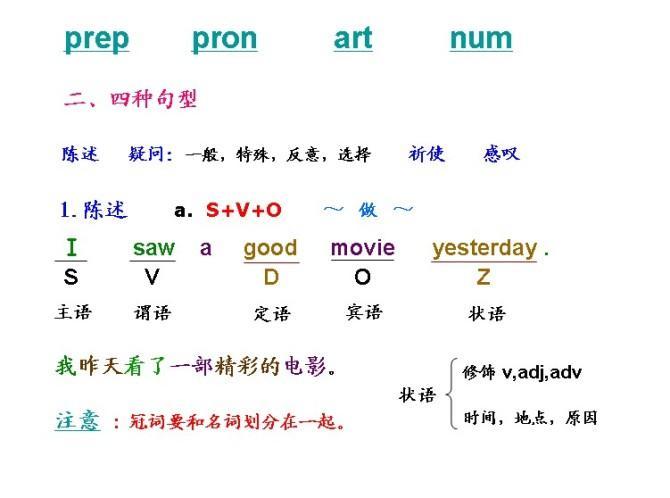 prep pron art num
二、四种句型
陈述 疑问：一般，特殊，反意，选择 祈使 感叹
1. 陈述 a. S+V+O ～ 做 ～
I saw a good movie yesterday .
S V D O Z
主语 谓语 定语 宾语 状语
我昨天看了一部精彩的电影。
状语 修饰 v,adj,adv
时间，地点，原因
注意 ：冠词要和名词划分在一起。